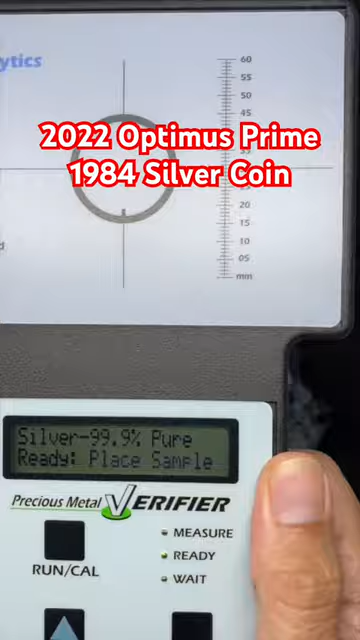 ytics
2022 Optimus Prime
1984 Silver Coin
60
55
50
45
20
15
10
05
mm
d
Silver-99.9% Pure
Ready: Place Sample
Precious Metal VERIFIER
RUN/CAL
MEASURE
READY
WAIT